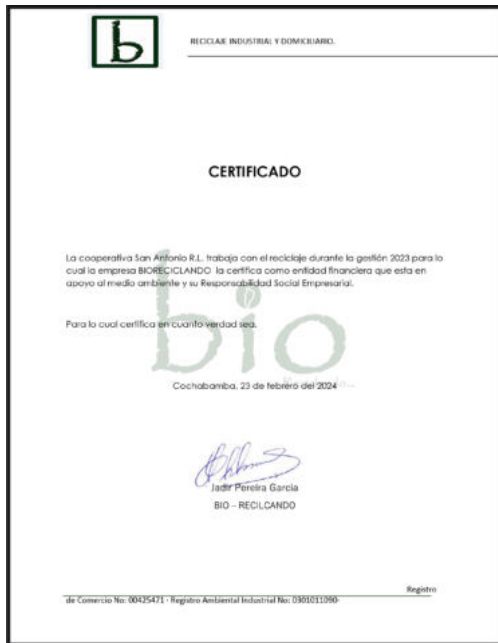 b
RECICLAJE INDUSTRIAL Y DOMICILIARIO.
CERTIFICADO
La cooperativa San Antonio R.L. trabaja con el reciclaje durante la gestión 2023 para lo
cual la empresa BIORECICLANDO la certifica como entidad financiera que esta en
apoyo al medio ambiente y su Responsabilidad Social Empresarial.
Para lo cual certifica en cuanto verdad sea.
bio
Cochabamba, 23 de febrero del 2024
Jadir Pereira Garcia
BIO – RECILCANDO
Registro
de Comercio No: 00425471 - Registro Ambiental Industrial No: 0301011090-